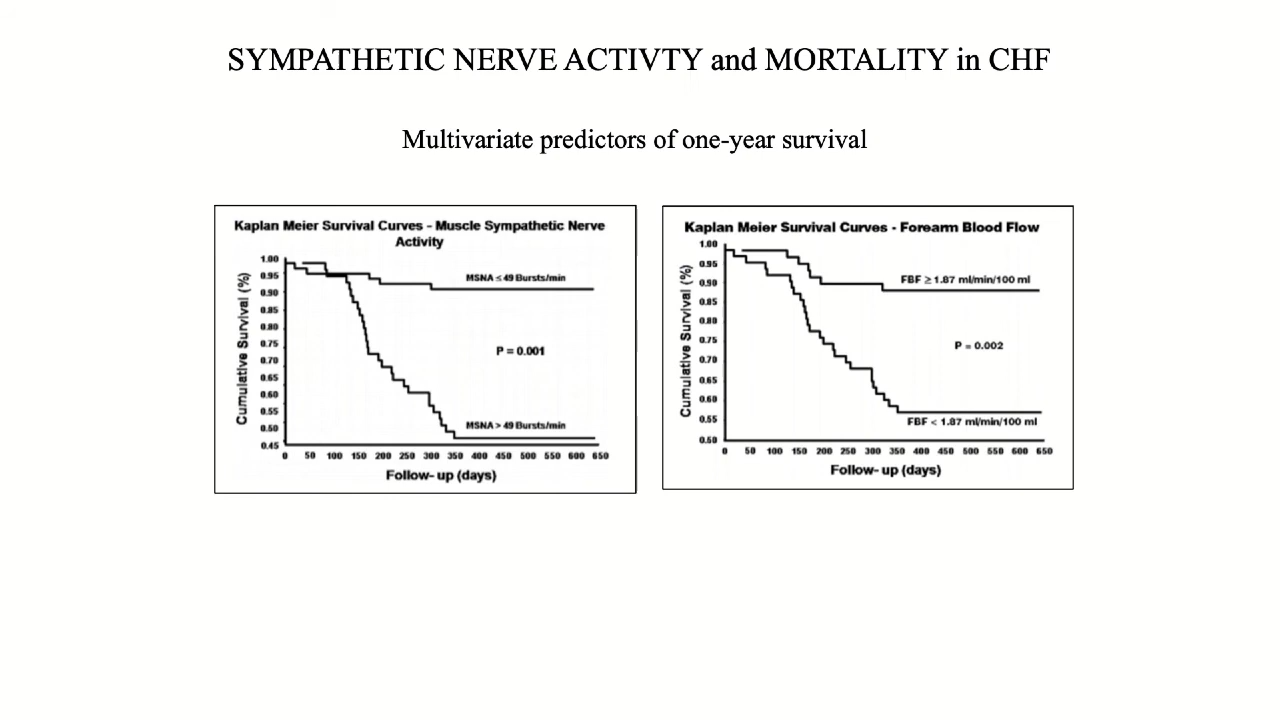 SYMPATHETIC NERVE ACTIVTY and MORTALITY in CHF
Multivariate predictors of one-year survival
Kaplan Meier Survival Curves - Muscle Sympathetic Nerve
Activity
Cumulative Survival (%)
1.00
0.95
0.90
0.85
0.80
0.75
0.70
0.65
0.60
0.55
0.50
0.45
MSNA ≤ 49 Bursts/min
P = 0.001
MSNA > 49 Bursts/min
0 50 100 150 200 250 300 350 400 450 500 550 600 650
Follow- up (days)
Kaplan Meier Survival Curves - Forearm Blood Flow
Cumulative Survival (%)
1.00
0.95
0.90
0.85
0.80
0.75
0.70
0.65
0.60
0.55
0.50
FBF ≥ 1.87 ml/min/100 ml
P = 0.002
FBF < 1.87 ml/min/100 ml
0 50 100 150 200 250 300 350 400 450 500 550 600 650
Follow- up (days)